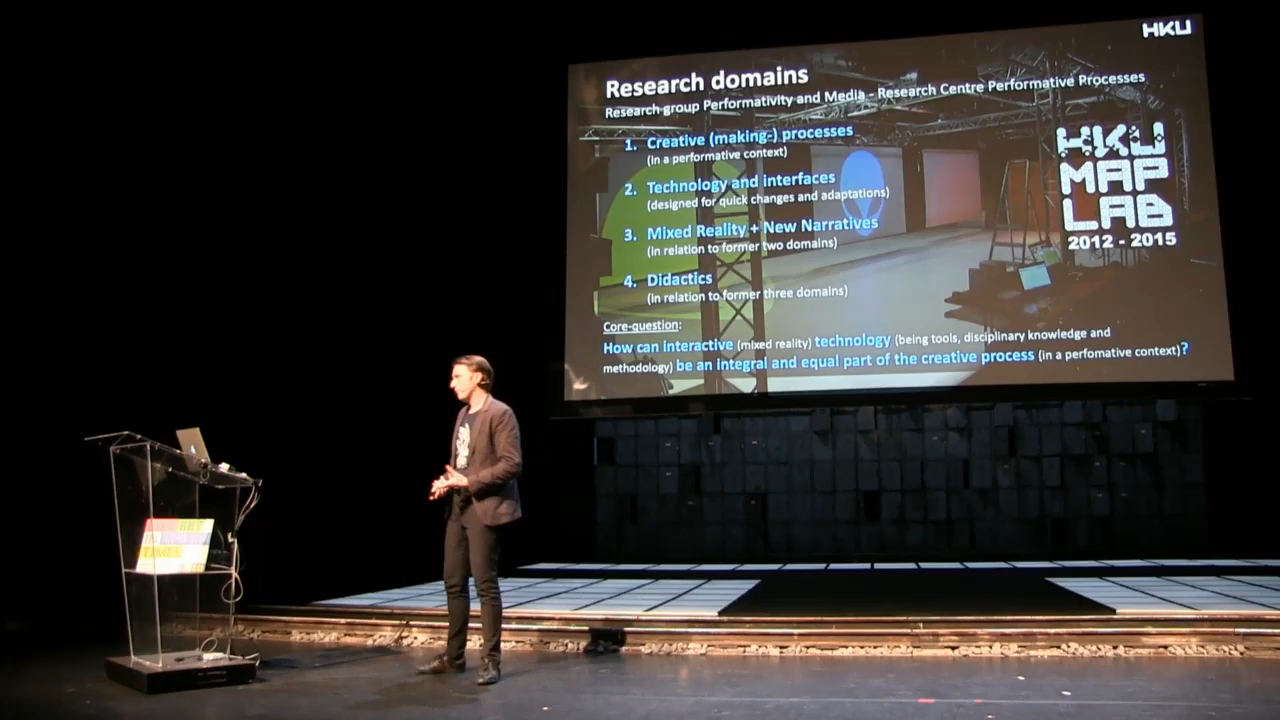 HKU
Research domains
Research group Performativity and Media - Research Centre Performative Processes
1. Creative (making-) processes
(in a performative context)
2. Technology and interfaces
(designed for quick changes and adaptations)
3. Mixed Reality + New Narratives
(in relation to former two domains)
4. Didactics
(in relation to former three domains)
HKU
MAP
LAB
2012 - 2015
Core-question:
How can interactive (mixed reality) technology (being tools, disciplinary knowledge and
methodology) be an integral and equal part of the creative process (in a perfomative context)?
TIMES